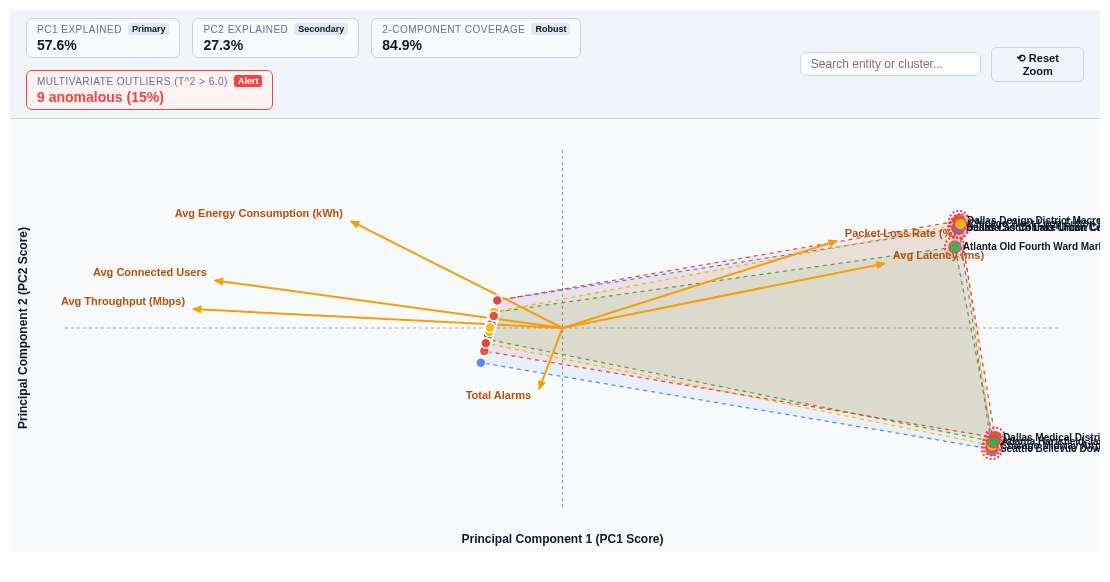 PC1 EXPLAINED Primary
57.6%
PC2 EXPLAINED Secondary
27.3%
2-COMPONENT COVERAGE Robust
84.9%
MULTIVARIATE OUTLIERS (T^2 > 6.0) Alert
9 anomalous (15%)
Search entity or cluster...
⟲ Reset
Zoom
Principal Component 2 (PC2 Score)
Avg Energy Consumption (kWh)
Avg Connected Users
Avg Throughput (Mbps)
Total Alarms
Packet Loss Rate (%)
Avg Latency (ms)
Dallas Design District Macro
Atlanta Old Fourth Ward
Dallas Medical
Seattle Bellevue
Principal Component 1 (PC1 Score)